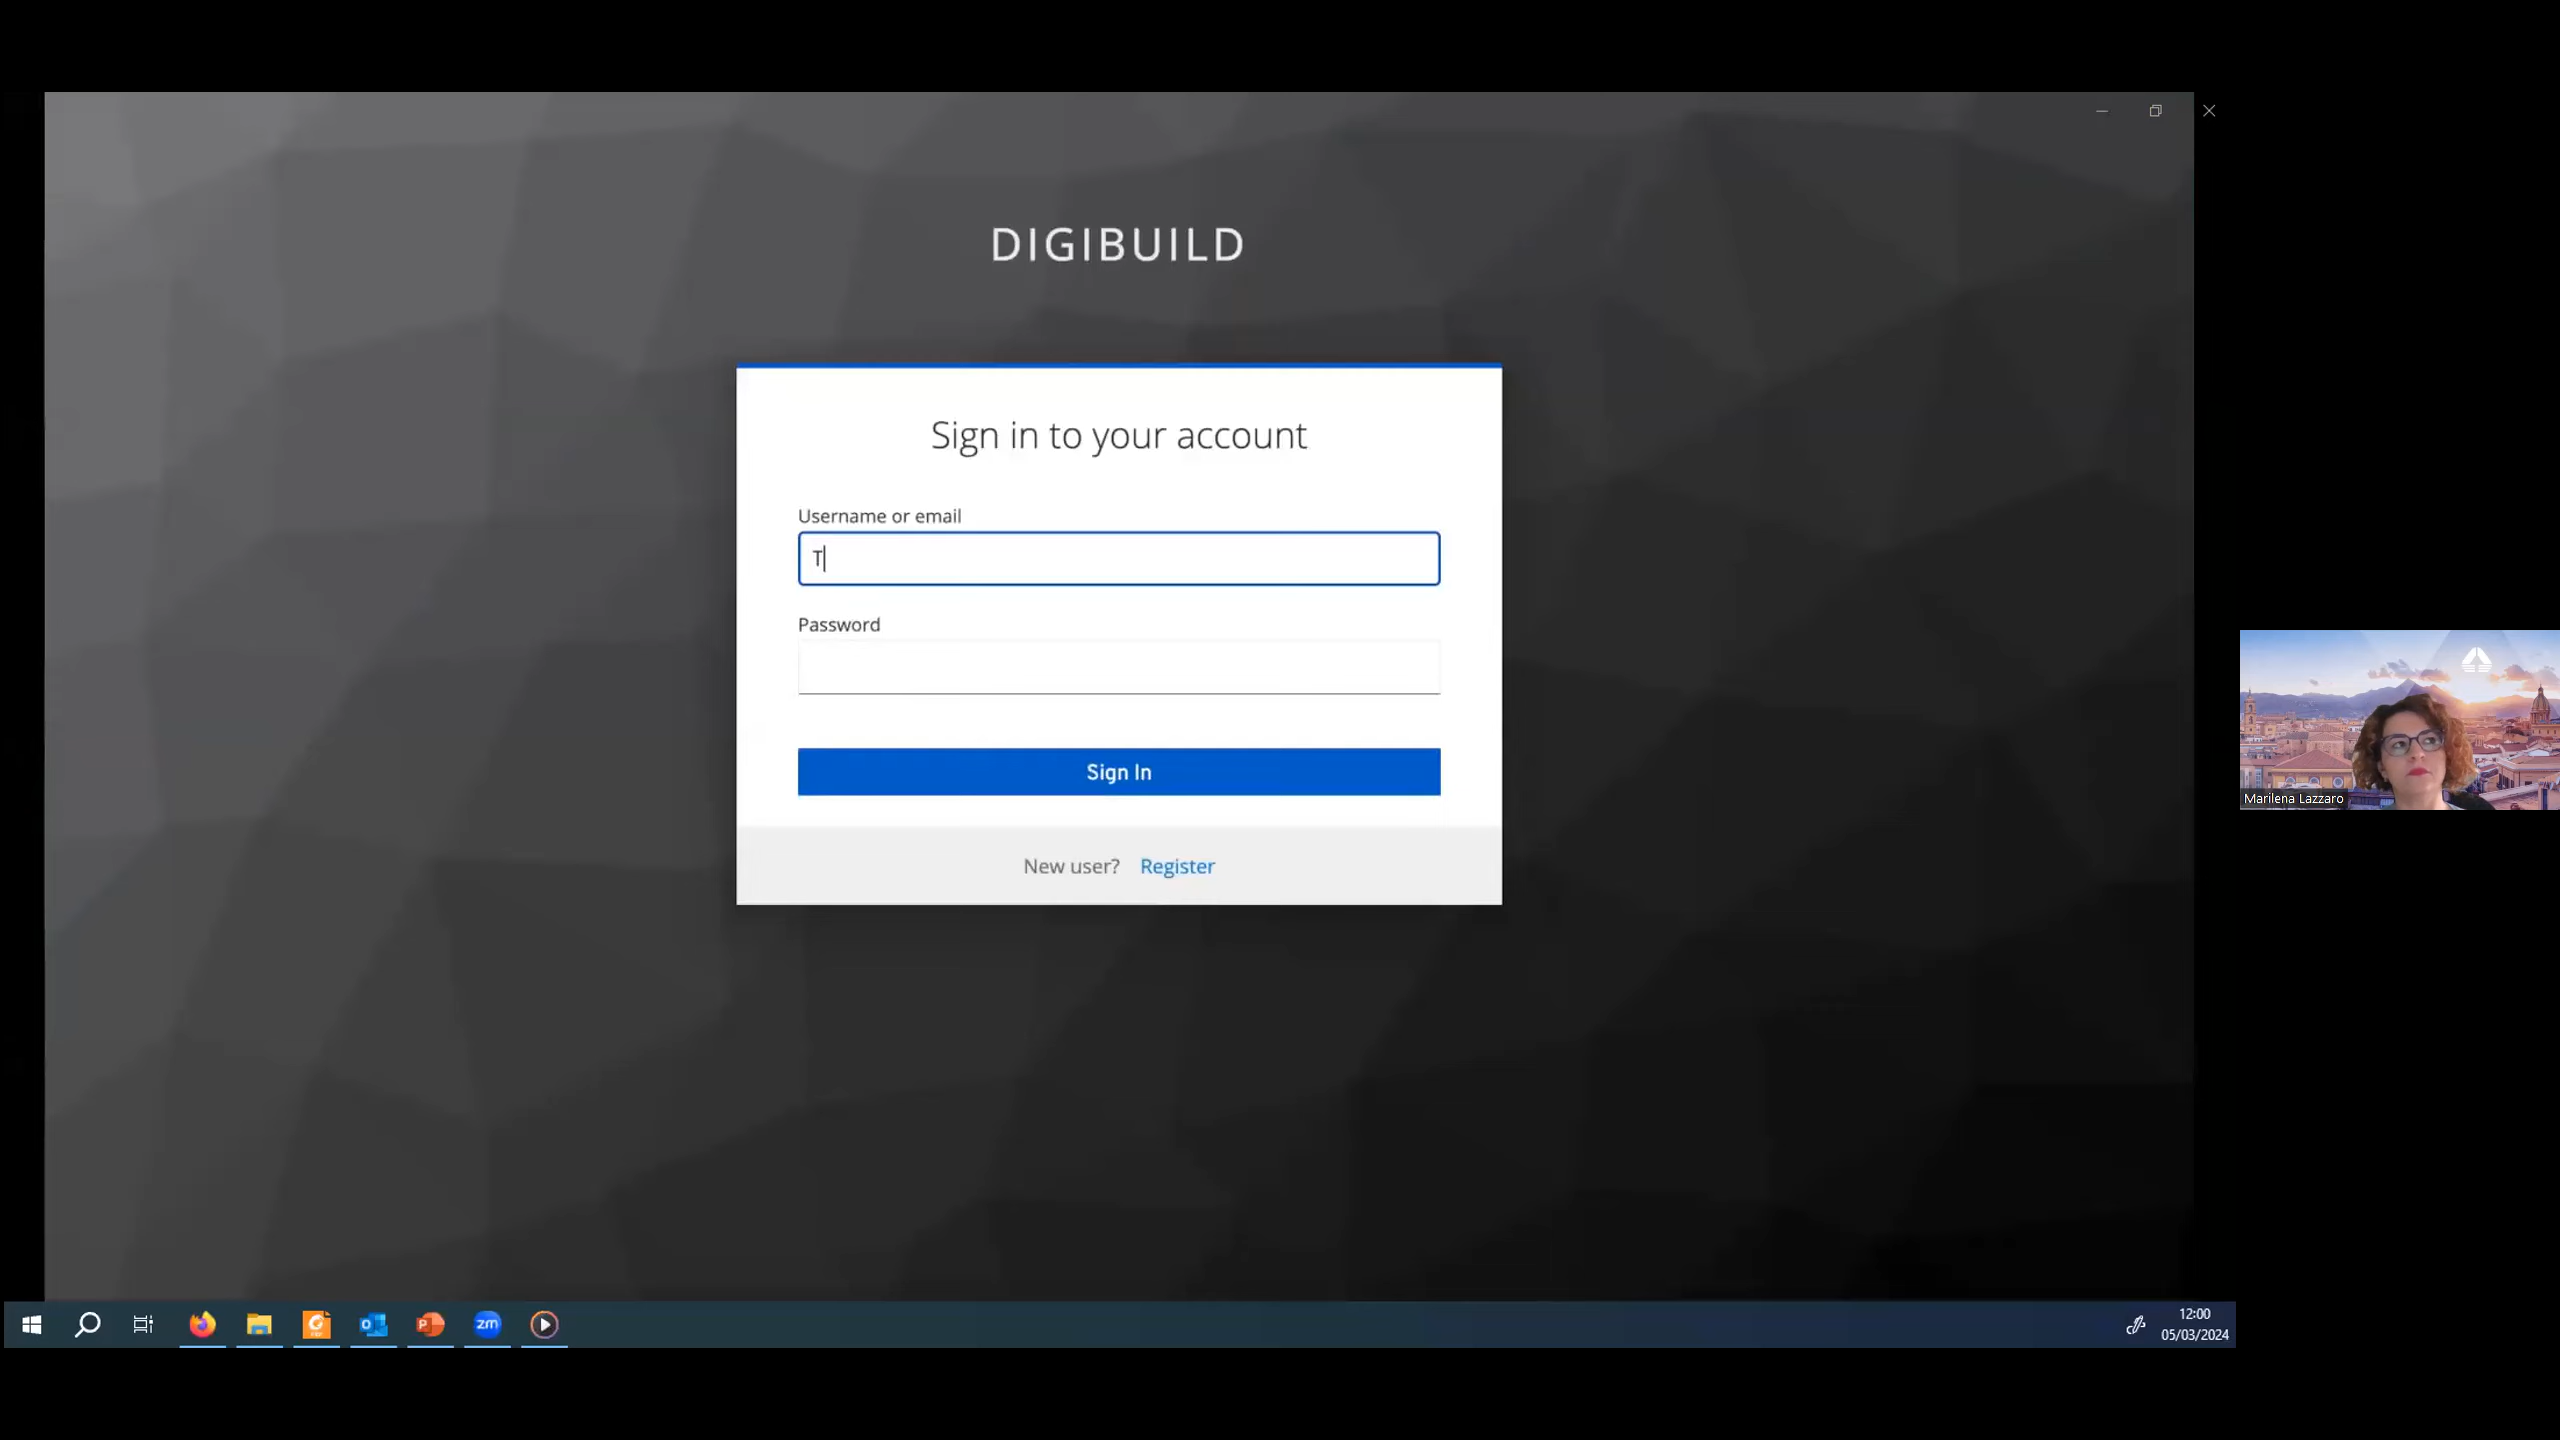 DIGIBUILD
Sign in to your account
Username or email
T
Password
Sign In
New user? Register
Marilena Lazzaro
zm
12:00
05/03/2024